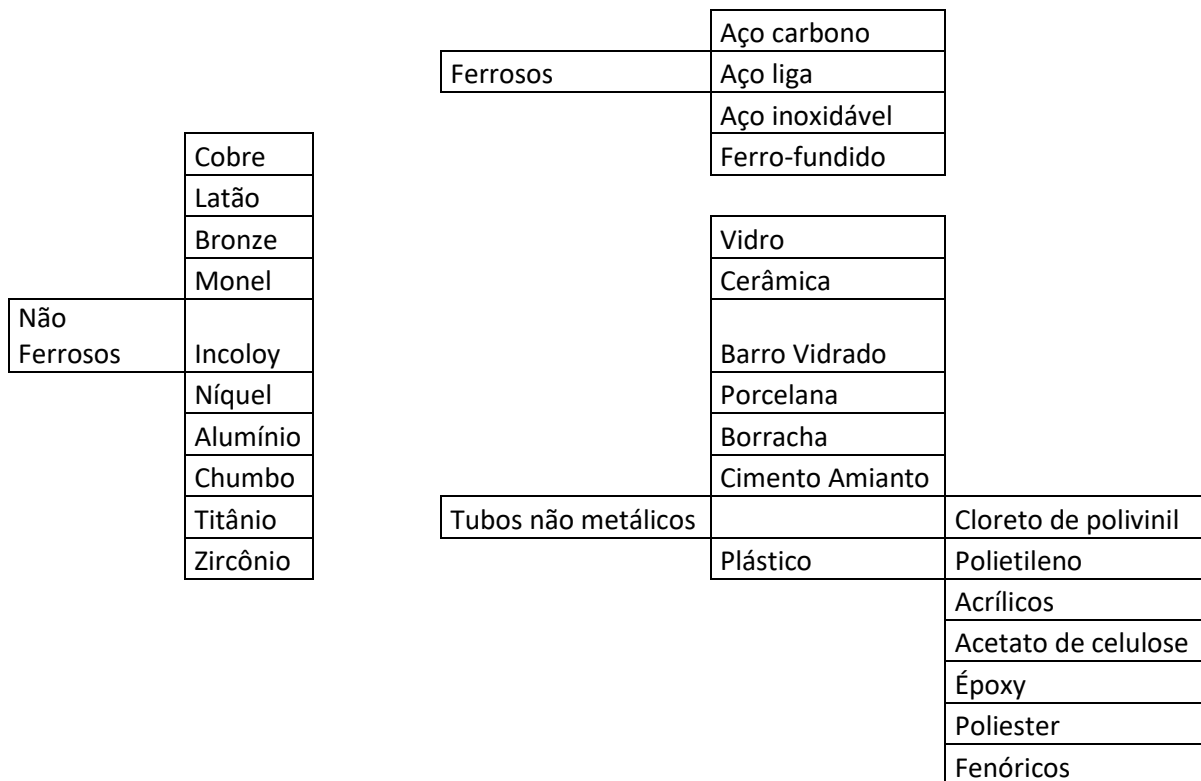 Aço carbono
Ferrosos Aço liga
Aço inoxidável
Cobre Ferro-fundido
Latão
Bronze Vidro
Monel Cerâmica
Não
Ferrosos Incoloy Barro Vidrado
Níquel Porcelana
Alumínio Borracha
Chumbo Cimento Amianto
Titânio Tubos não metálicos Cloreto de polivinil
Zircônio Plástico Polietileno
Acrílicos
Acetato de celulose
Époxy
Poliester
Fenóricos